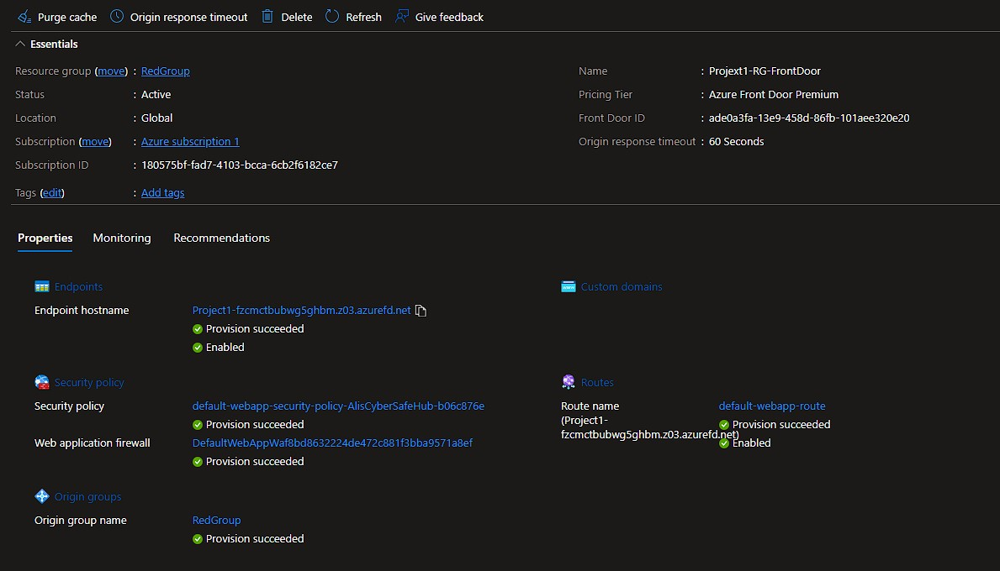 Purge cache Origin response timeout Delete Refresh Give feedback
Essentials
Resource group (move) : RedGroup
Status : Active
Location : Global
Subscription (move) : Azure subscription 1
Subscription ID : 180575bf-fad7-4103-bcca-6cb2f6182ce7
Tags (edit) : Add tags
Name : Projext1-RG-FrontDoor
Pricing Tier : Azure Front Door Premium
Front Door ID : ade0a3fa-13e9-458d-86fb-101aee320e20
Origin response timeout : 60 Seconds
Properties Monitoring Recommendations
Endpoints
Endpoint hostname Project1-fzcmctbubwg5ghbm.z03.azurefd.net
Provision succeeded
Enabled
Custom domains
Security policy
Security policy default-webapp-security-policy-AlisCyberSafeHub-b06c876e
Provision succeeded
Web application firewall DefaultWebAppWaf8bd8632224de472c881f3bba9571a8ef
Provision succeeded
Routes
Route name default-webapp-route
(Project1- Provision succeeded
fzcmctbubwg5ghbm.z03.azurefd.net) Enabled
Origin groups
Origin group name RedGroup
Provision succeeded